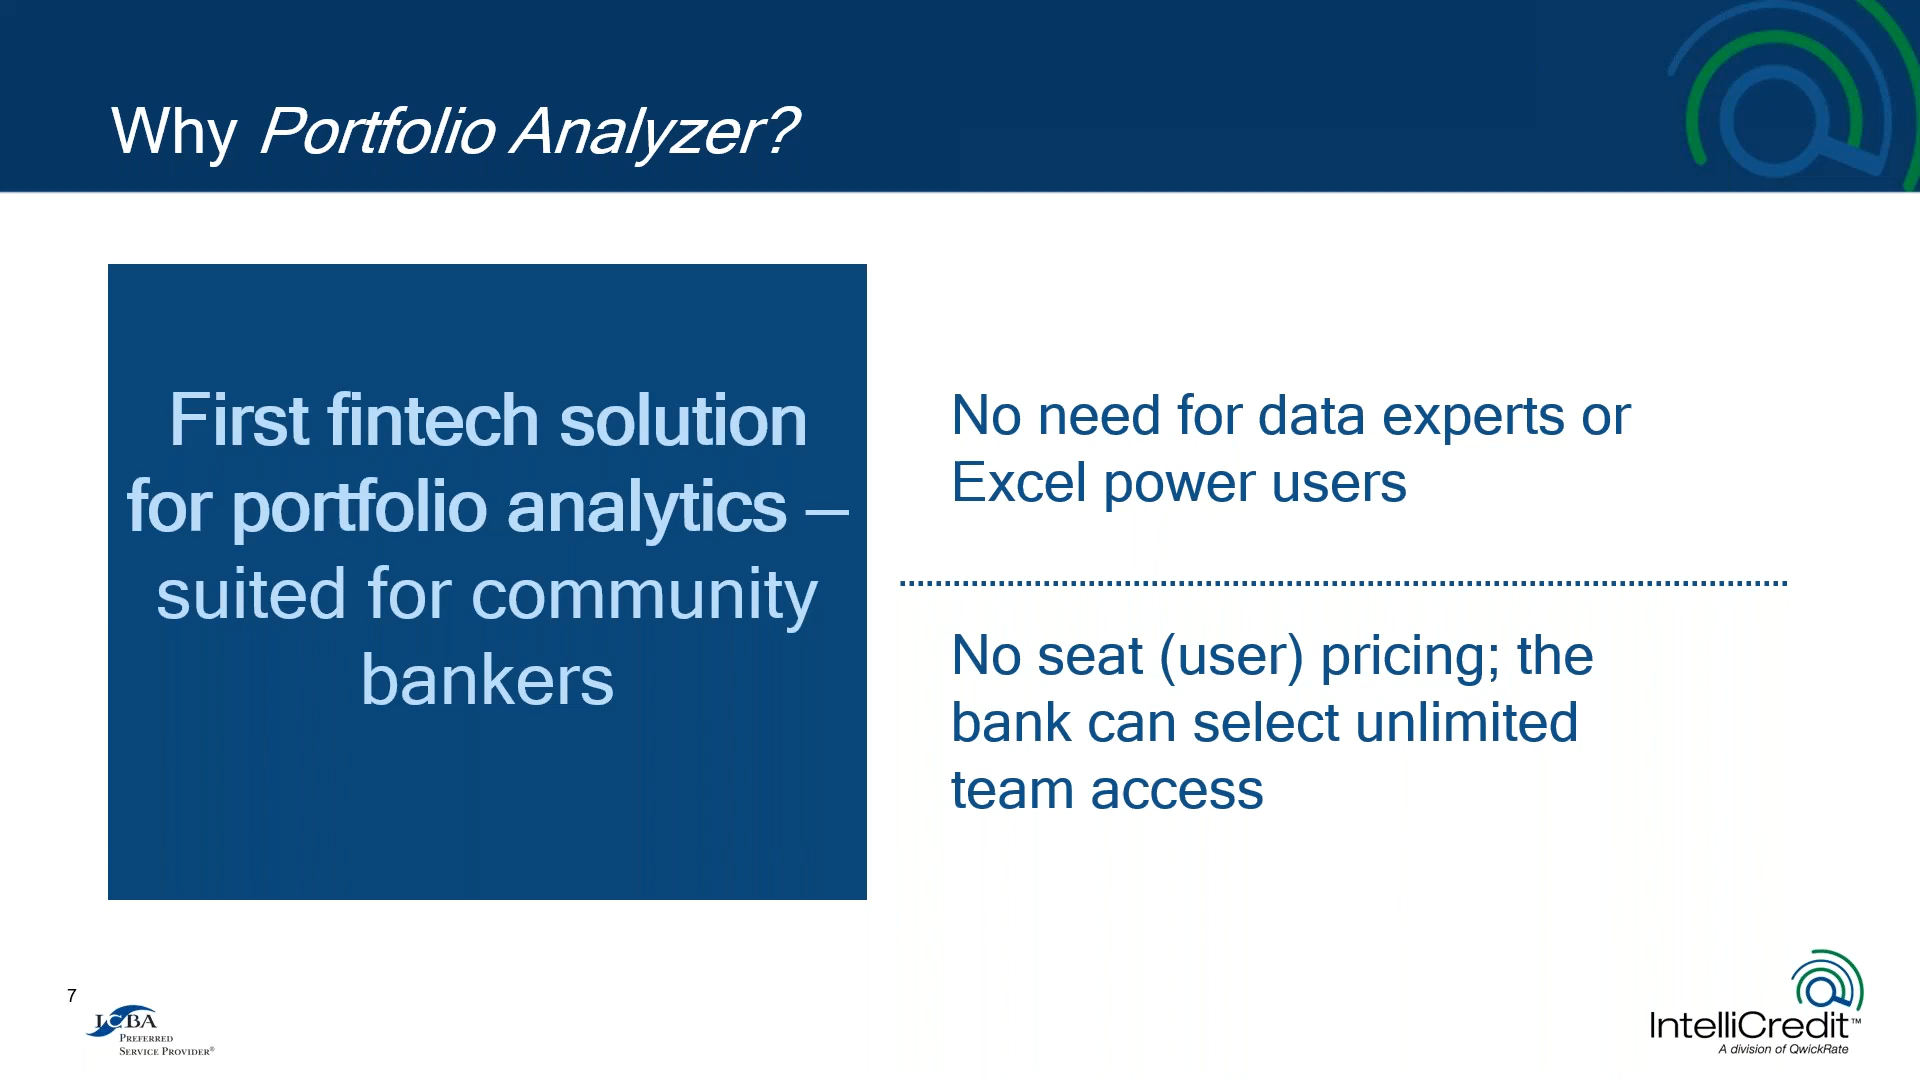 Why Portfolio Analyzer?
First fintech solution
for portfolio analytics –
suited for community
bankers
No need for data experts or
Excel power users
No seat (user) pricing; the
bank can select unlimited
team access
7
ICBA
PREFERRED
SERVICE PROVIDER®
IntelliCredit™
A division of QwickRate